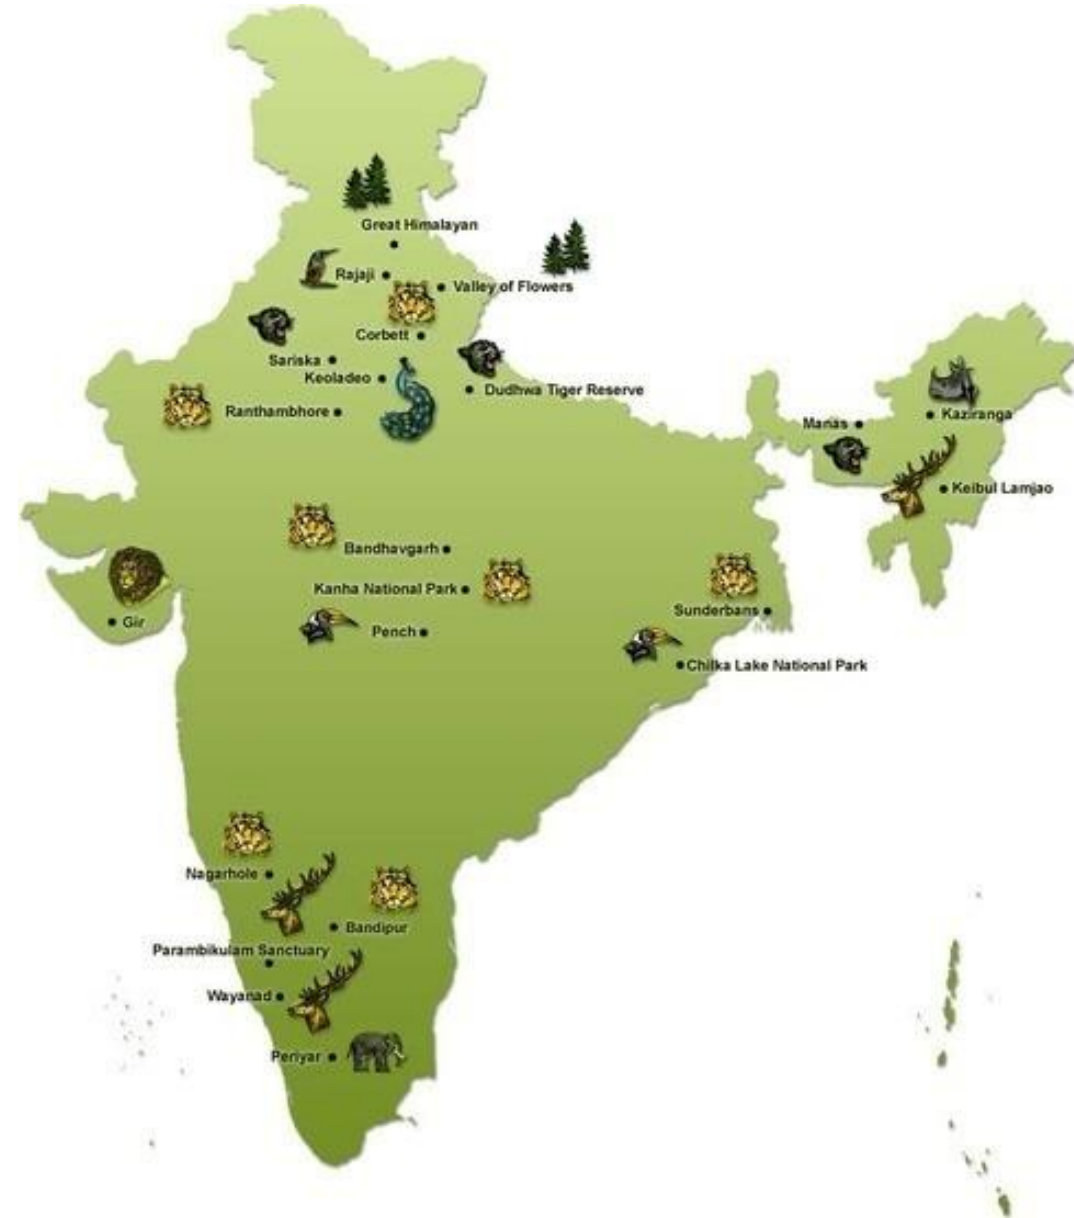 Great Himalayan
Rajaji
Valley of Flowers
Corbett
Sariska
Keoladeo
Dudhwa Tiger Reserve
Ranthambhore
Kaziranga
Manas
Keibul Lamjao
Bandhavgarh
Kanha National Park
Sunderbans
Gir
Pench
Chilka Lake National Park
Nagarhole
Bandipur
Parambikulam Sanctuary
Wayanad
Periyar